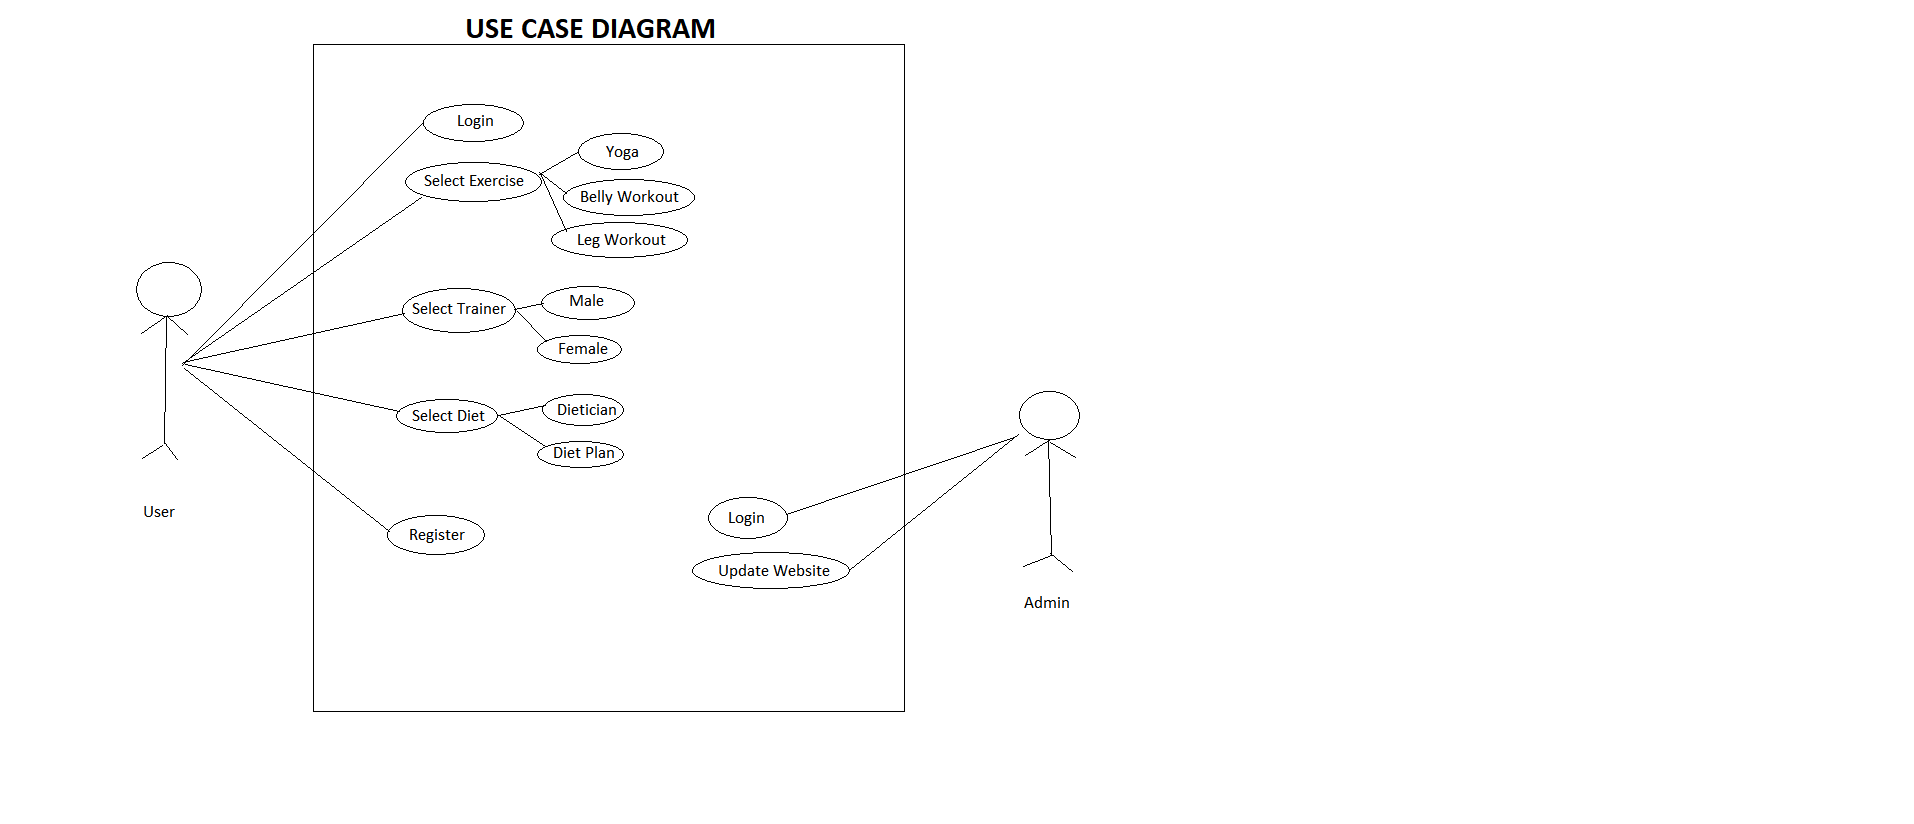 USE CASE DIAGRAM
Login
Yoga
Select Exercise
Belly Workout
Leg Workout
Select Trainer
Male
Female
Select Diet
Dietician
Diet Plan
User
Register
Login
Update Website
Admin